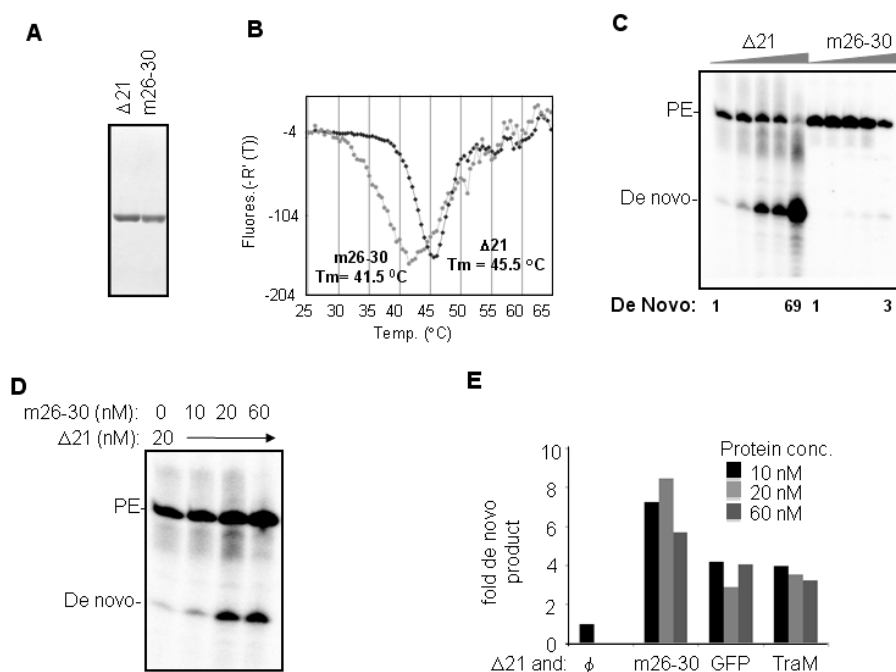 A
Δ21
m26-30
B
Fluores.(-R' (T))
-4
-104
-204
m26-30
Tm= 41.5 ⁰C
Δ21
Tm = 45.5 °C
25 30 35 40 45 50 55 60 65
Temp. (°C)
C
Δ21 m26-30
PE-
De novo-
De Novo: 1 69 1 3
D
m26-30 (nM): 0 10 20 60
Δ21 (nM): 20
PE-
De novo-
E
Protein conc.
10 nM
20 nM
60 nM
fold de novo
product
10
8
6
4
2
0
Δ21 and: ϕ m26-30 GFP TraM